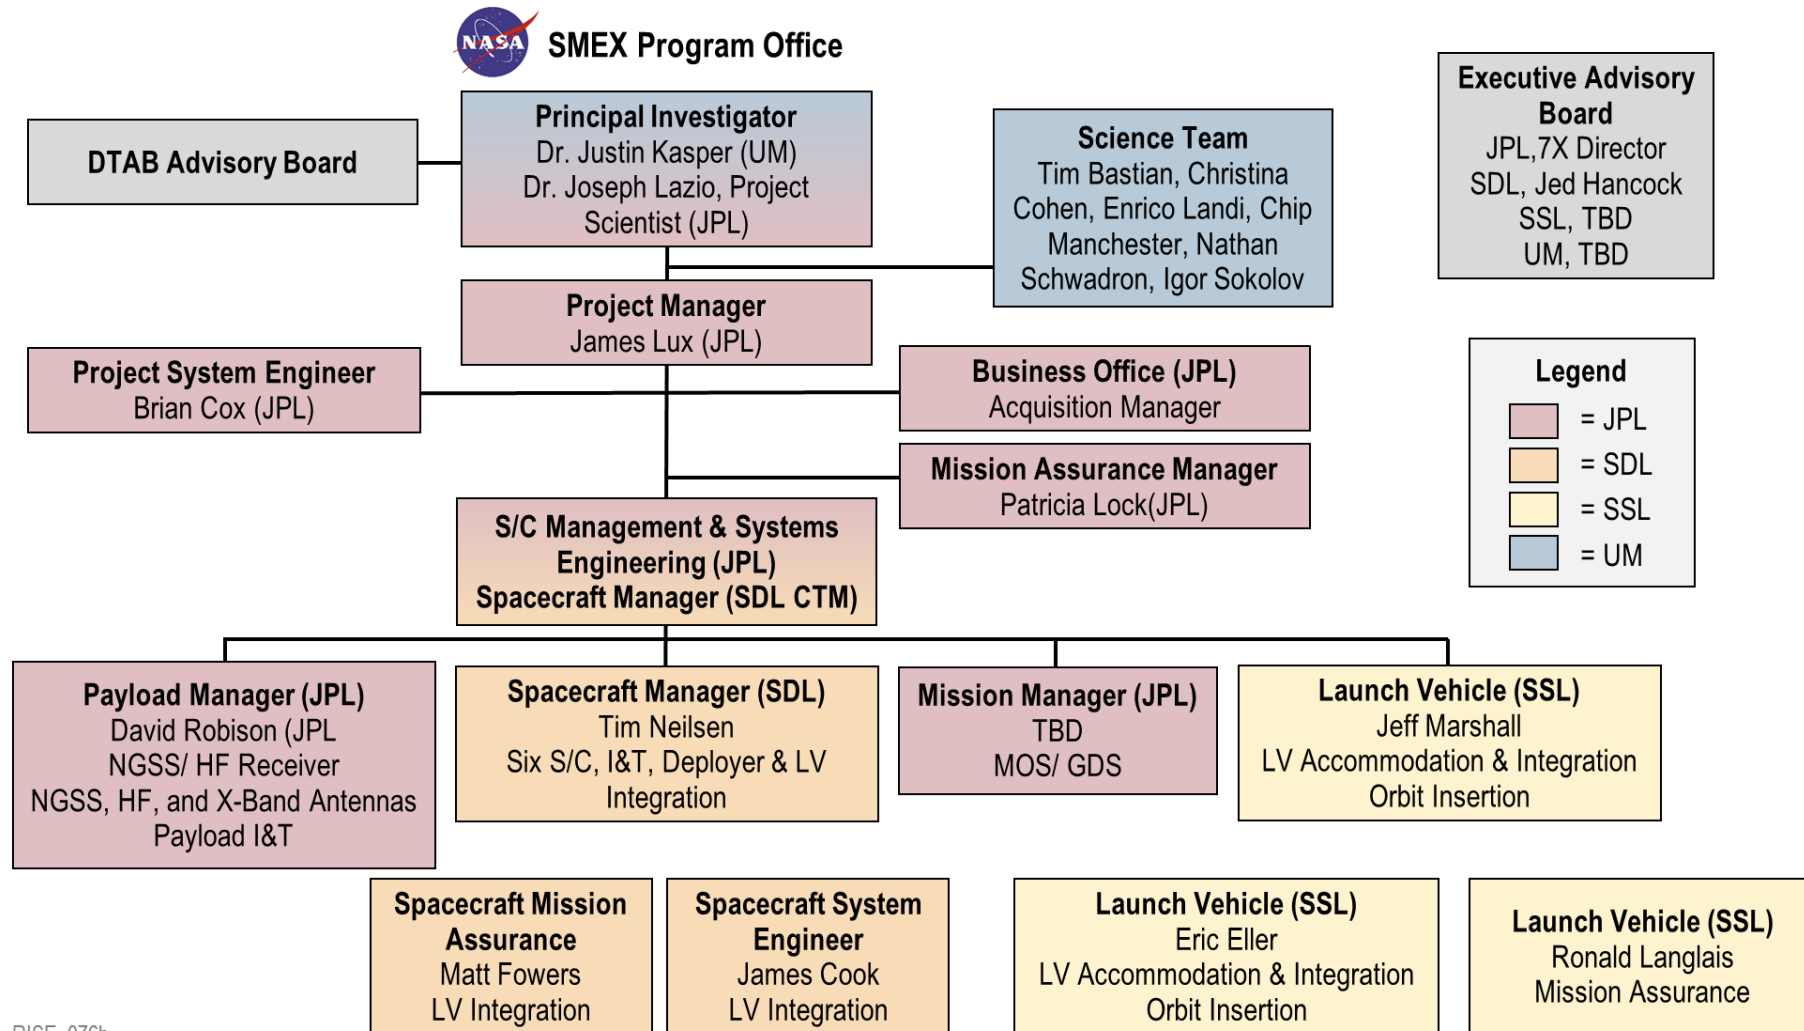 NASA
SMEX Program Office
Executive Advisory
Board
JPL,7X Director
SDL, Jed Hancock
SSL, TBD
UM, TBD
Principal Investigator
Dr. Justin Kasper (UM)
Dr. Joseph Lazio, Project
Scientist (JPL)
DTAB Advisory Board
Science Team
Tim Bastian, Christina
Cohen, Enrico Landi, Chip
Manchester, Nathan
Schwadron, Igor Sokolov
Project Manager
James Lux (JPL)
Project System Engineer
Brian Cox (JPL)
Business Office (JPL)
Acquisition Manager
Legend
= JPL
= SDL
= SSL
= UM
Mission Assurance Manager
Patricia Lock(JPL)
S/C Management & Systems
Engineering (JPL)
Spacecraft Manager (SDL CTM)
Payload Manager (JPL)
David Robison (JPL
NGSS/ HF Receiver
NGSS, HF, and X-Band Antennas
Payload I&T
Spacecraft Manager (SDL)
Tim Neilsen
Six S/C, I&T, Deployer & LV
Integration
Mission Manager (JPL)
TBD
MOS/ GDS
Launch Vehicle (SSL)
Jeff Marshall
LV Accommodation & Integration
Orbit Insertion
Spacecraft Mission
Assurance
Matt Fowers
LV Integration
Spacecraft System
Engineer
James Cook
LV Integration
Launch Vehicle (SSL)
Eric Eller
LV Accommodation & Integration
Orbit Insertion
Launch Vehicle (SSL)
Ronald Langlais
Mission Assurance